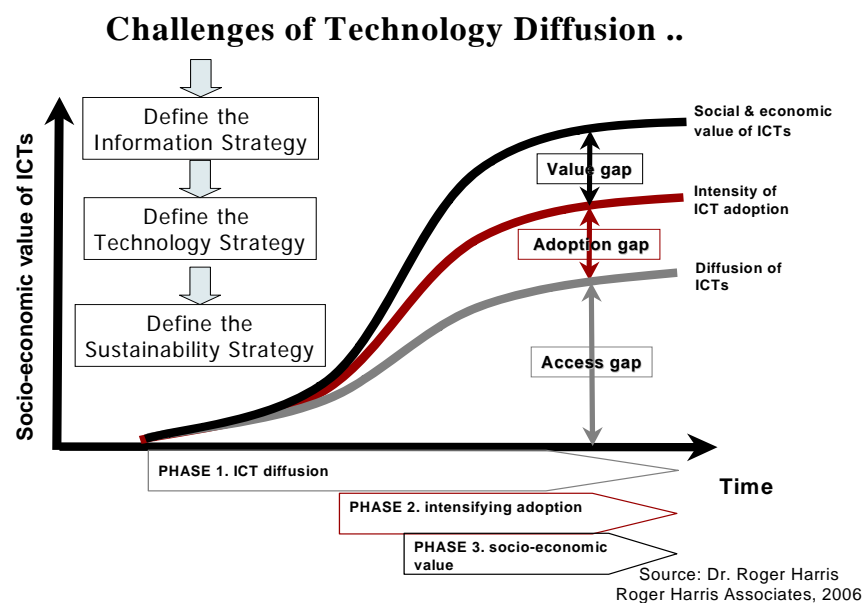 Challenges of Technology Diffusion ..
Define the
Information Strategy
Define the
Technology Strategy
Define the
Sustainability Strategy
Socio-economic value of ICTs
Social & economic
value of ICTs
Value gap
Intensity of
ICT adoption
Adoption gap
Diffusion of
ICTs
Access gap
PHASE 1. ICT diffusion
Time
PHASE 2. intensifying adoption
PHASE 3. socio-economic
value
Source: Dr. Roger Harris
Roger Harris Associates, 2006